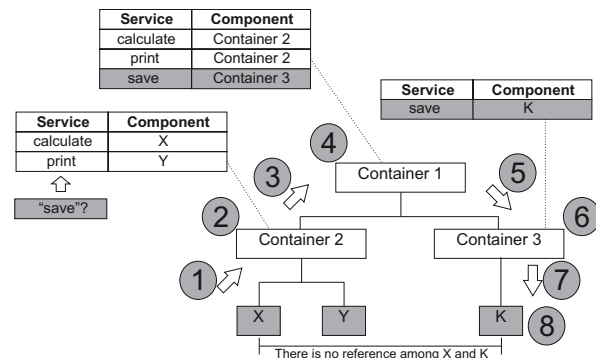 Service Component
calculate Container 2
print Container 2
save Container 3
Service Component
save K
Service Component
calculate X
print Y
"save"?
4
Container 1
3
5
2
6
Container 2
Container 3
1
7
X
Y
K
8
There is no reference among X and K